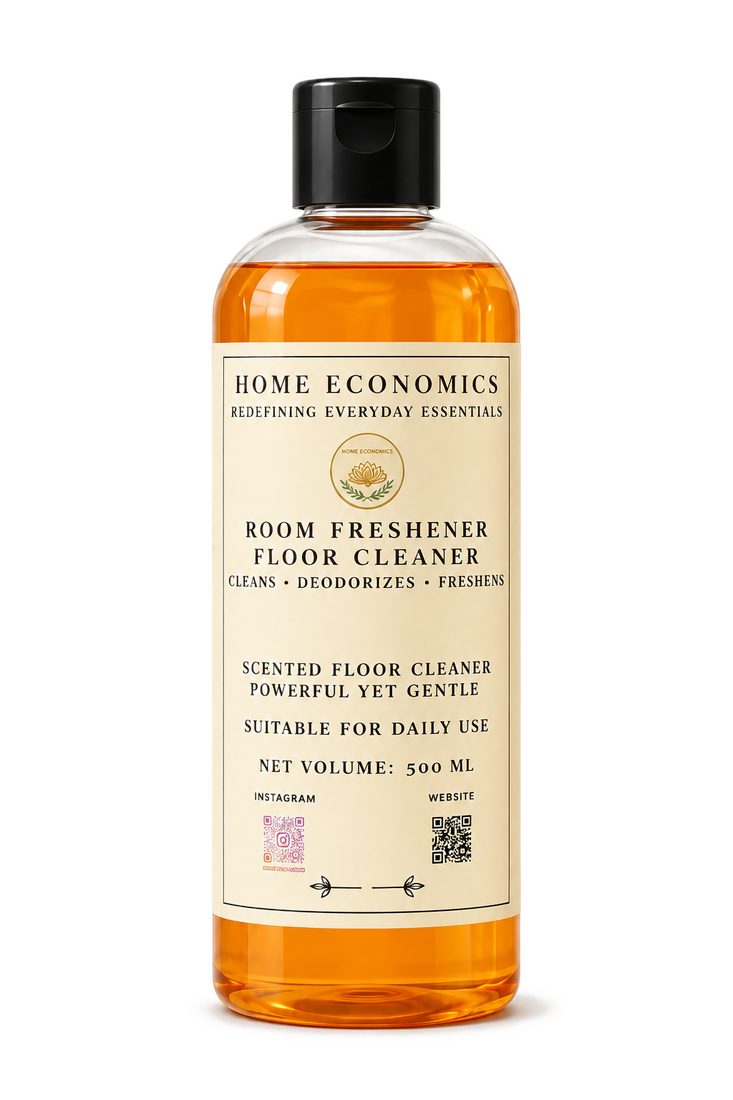 HOME ECONOMICS
REDEFINING EVERYDAY ESSENTIALS
HOME ECONOMICS
ROOM FRESHENER
FLOOR CLEANER
CLEANS • DEODORIZES • FRESHENS
SCENTED FLOOR CLEANER
POWERFUL YET GENTLE
SUITABLE FOR DAILY USE
NET VOLUME: 500 ML
INSTAGRAM
WEBSITE